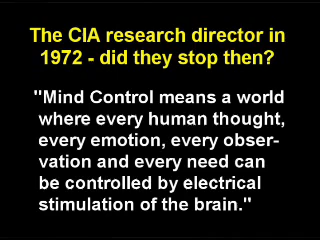 The CIA research director in
1972 - did they stop then?
"Mind Control means a world
where every human thought,
every emotion, every obser-
vation and every need can
be controlled by electrical
stimulation of the brain."